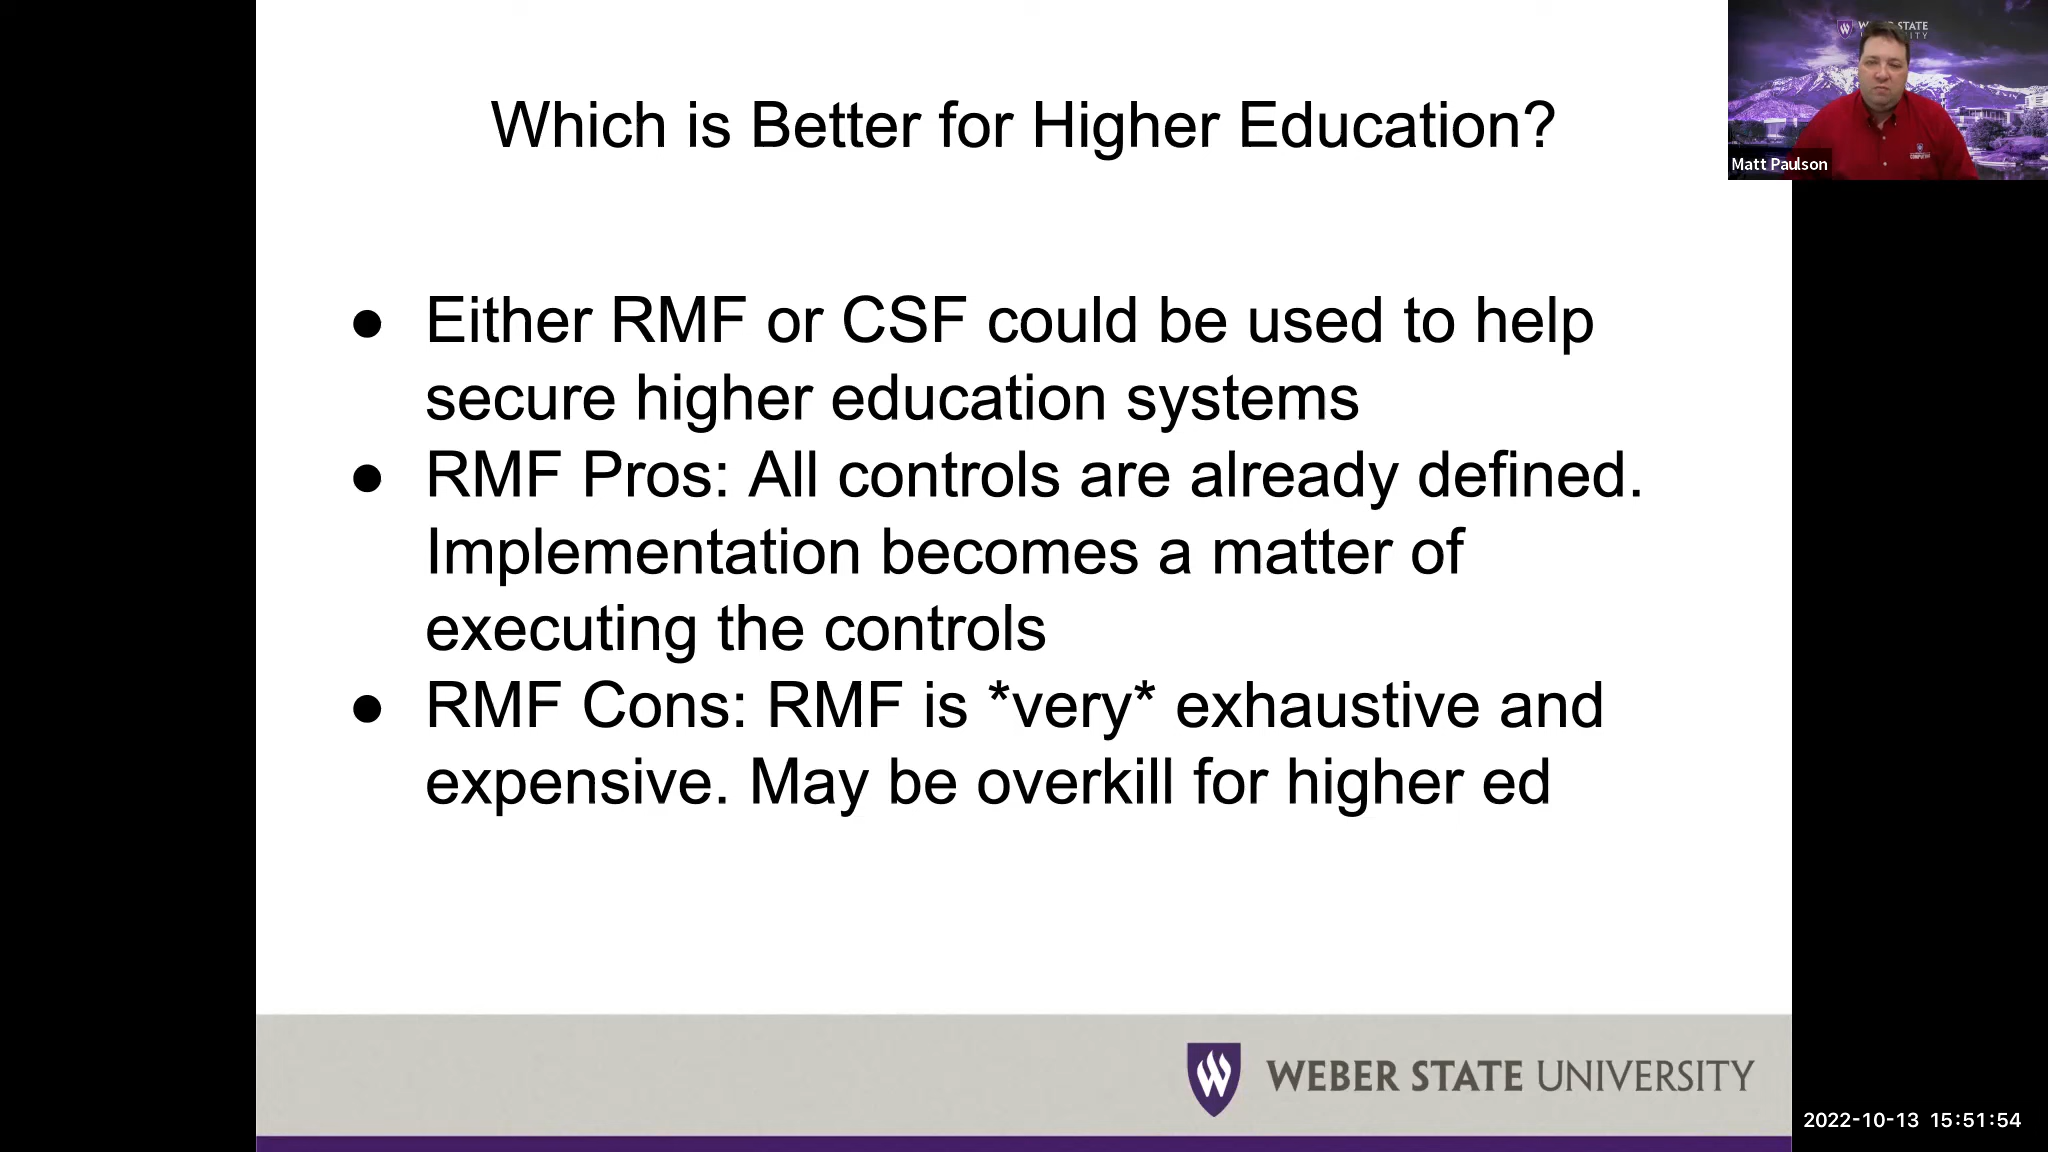 Which is Better for Higher Education?
● Either RMF or CSF could be used to help
secure higher education systems
● RMF Pros: All controls are already defined.
Implementation becomes a matter of
executing the controls
● RMF Cons: RMF is *very* exhaustive and
expensive. May be overkill for higher ed
WEBER STATE UNIVERSITY
STATE
Matt Paulson
2022-10-13 15:51:54